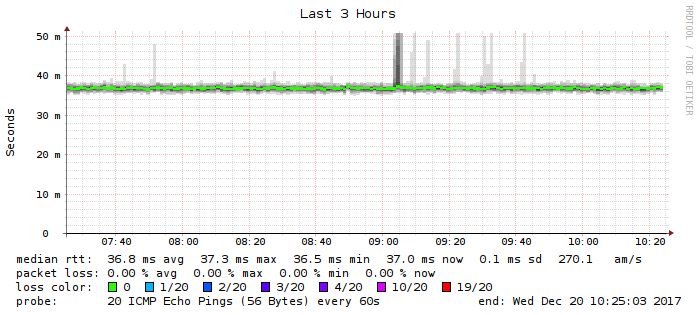 Last 3 Hours
RRDTOOL / TOBI OETIKER
Seconds
50 m
40 m
30 m
20 m
10 m
0
07:40 08:00 08:20 08:40 09:00 09:20 09:40 10:00 10:20
median rtt: 36.8 ms avg 37.3 ms max 36.5 ms min 37.0 ms now 0.1 ms sd 270.1 am/s
packet loss: 0.00 % avg 0.00 % max 0.00 % min 0.00 % now
loss color: 0 1/20 2/20 3/20 4/20 10/20 19/20
probe: 20 ICMP Echo Pings (56 Bytes) every 60s end: Wed Dec 20 10:25:03 2017